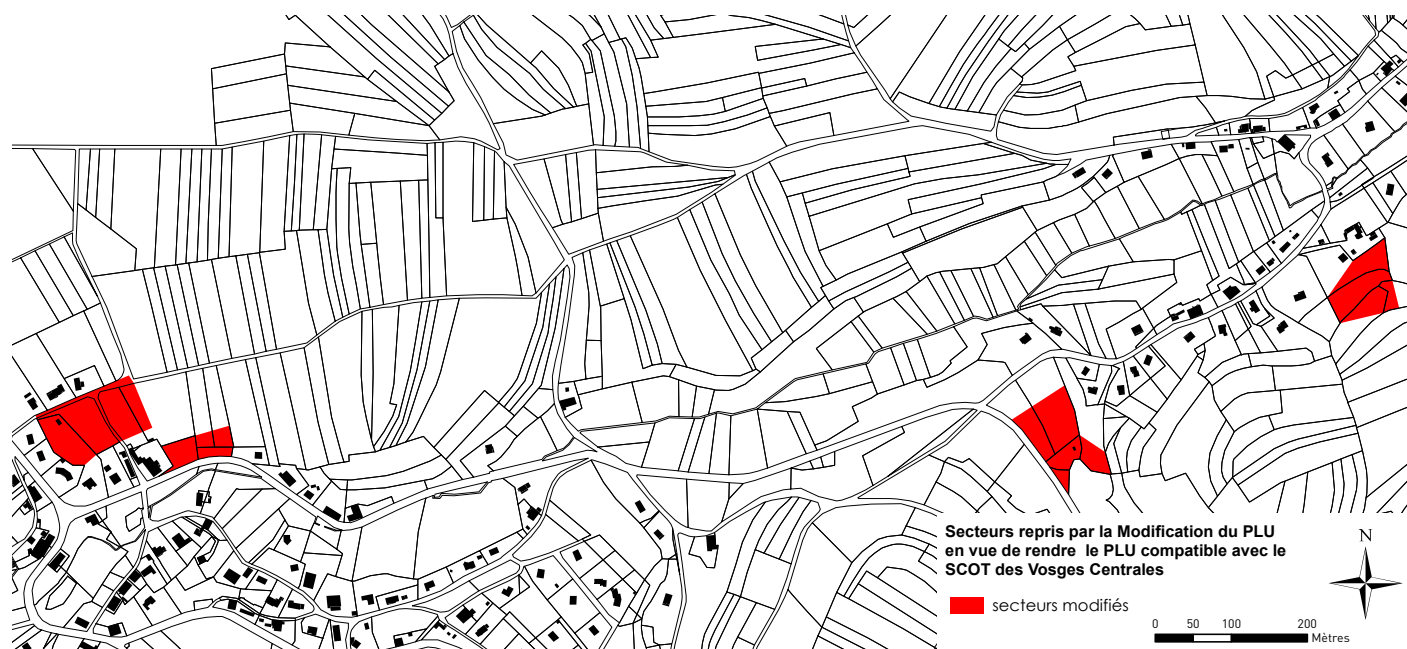 Secteurs repris par la Modification du PLU
en vue de rendre  le PLU compatible avec le
SCOT des Vosges Centrales
N
secteurs modifiés
0 50 100 200
Mètres